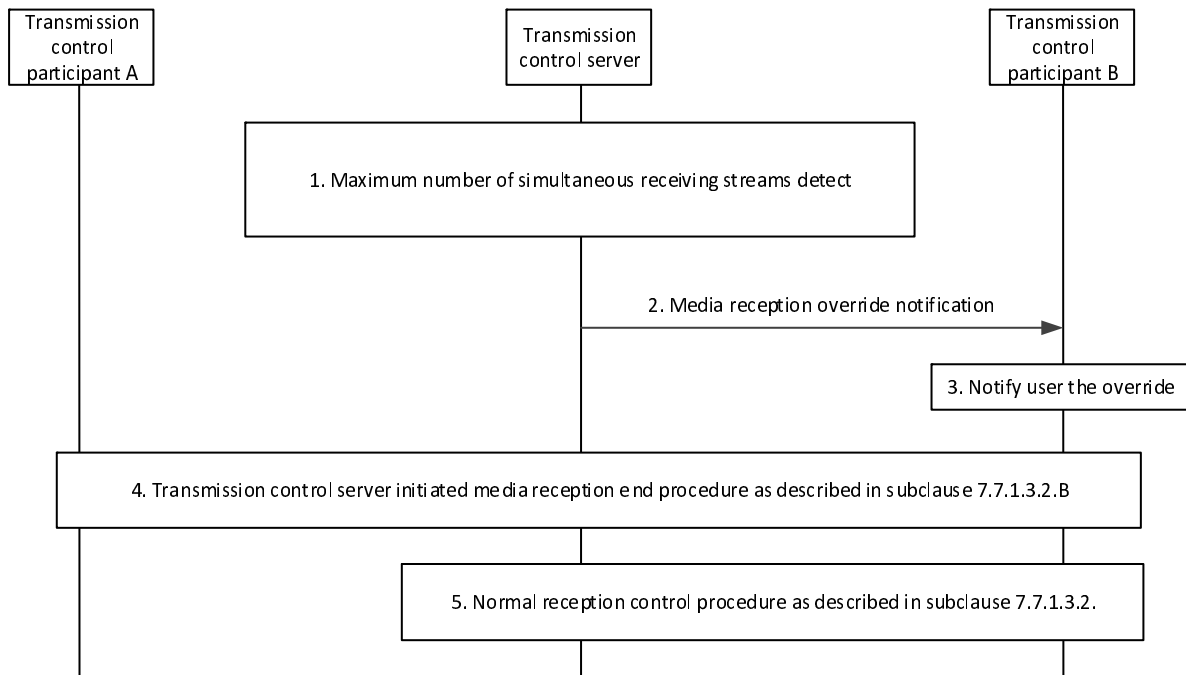 Transmission
control
participant A
Transmission
control server
Transmission
control
participant B
1. Maximum number of simultaneous receiving streams detect
2. Media reception override notification
3. Notify user the override
4. Transmission control server initiated media reception end procedure as described in subclause 7.7.1.3.2.B
5. Normal reception control procedure as described in subclause 7.7.1.3.2.